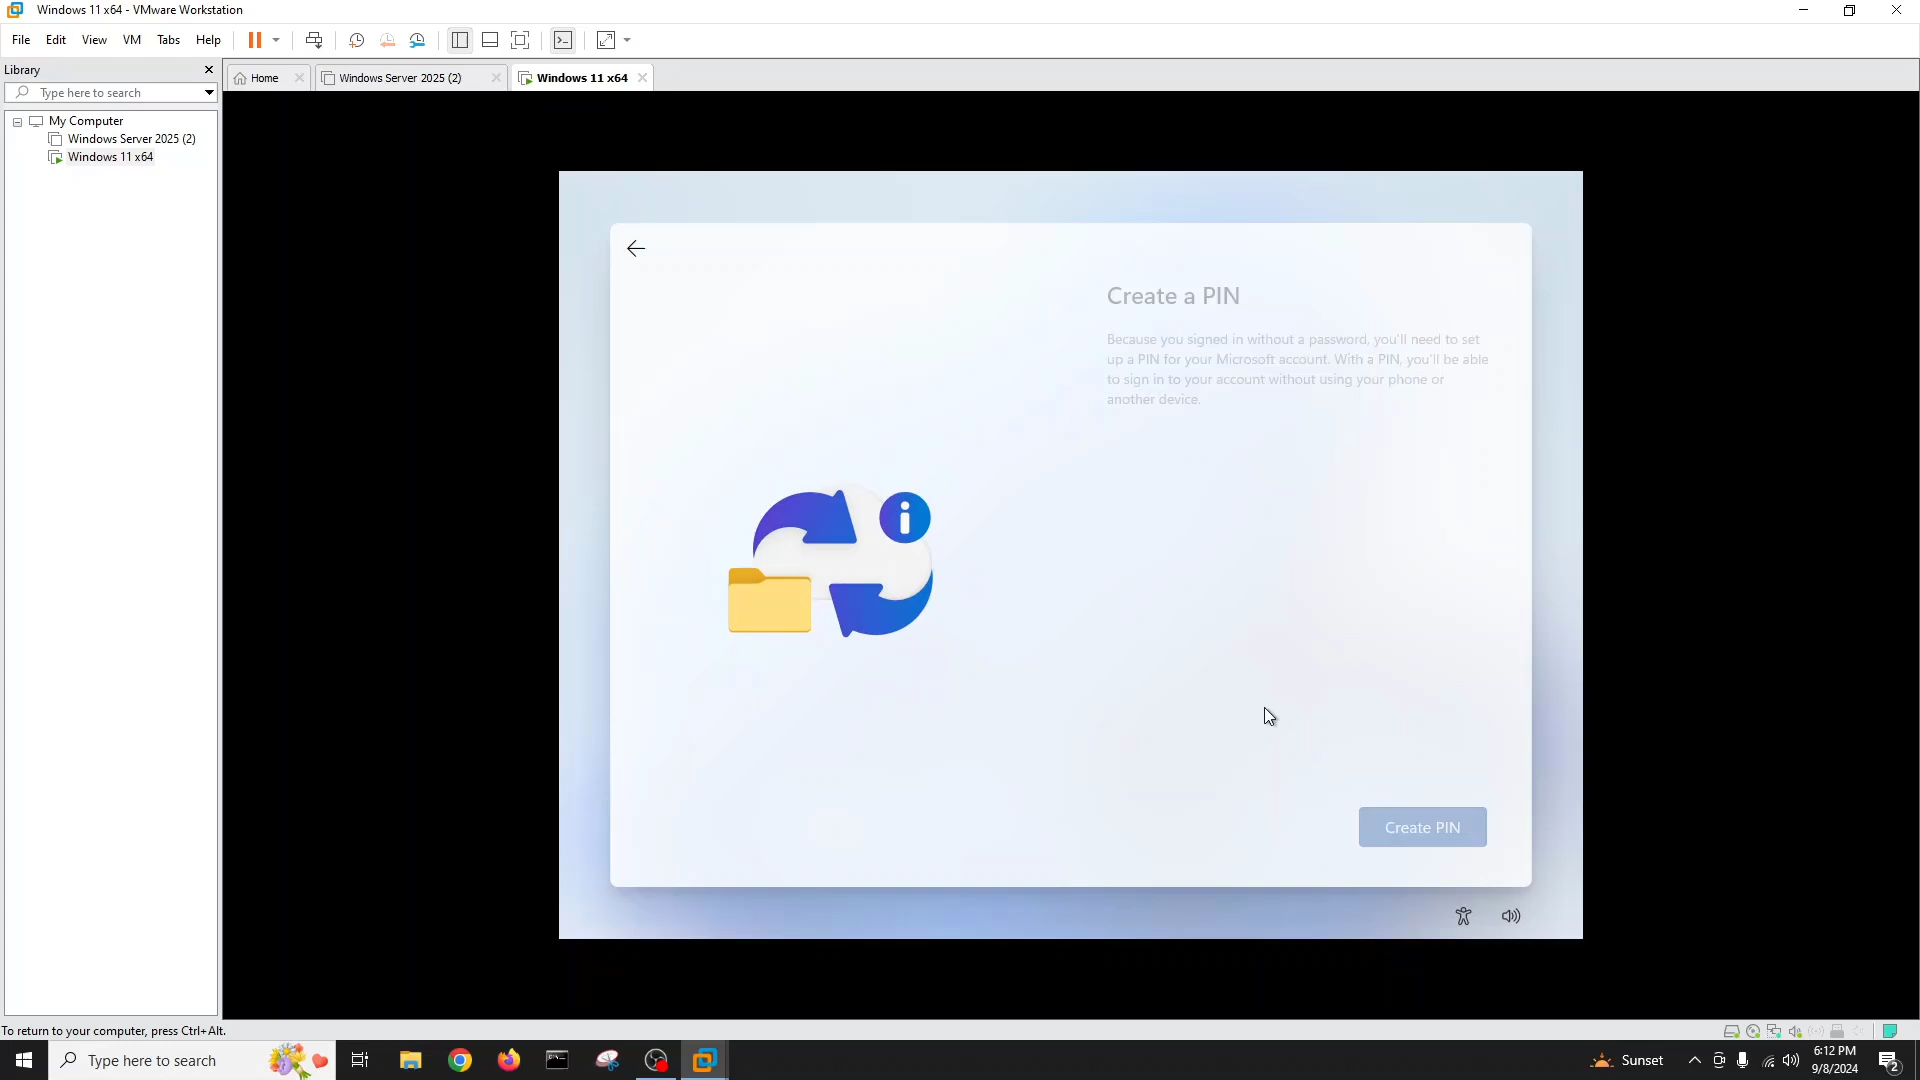 Windows 11 x64 - VMware Workstation
File Edit View VM Tabs Help
Library
Type here to search
My Computer
Windows Server 2025 (2)
Windows 11 x64
Home
Windows Server 2025 (2)
Windows 11 x64
Create a PIN
Because you signed in without a password, you'll need to set
up a PIN for your Microsoft account. With a PIN, you'll be able
to sign in to your account without using your phone or
another device.
Create PIN
To return to your computer, press Ctrl+Alt.
Type here to search
Sunset
6:12 PM
9/8/2024
2